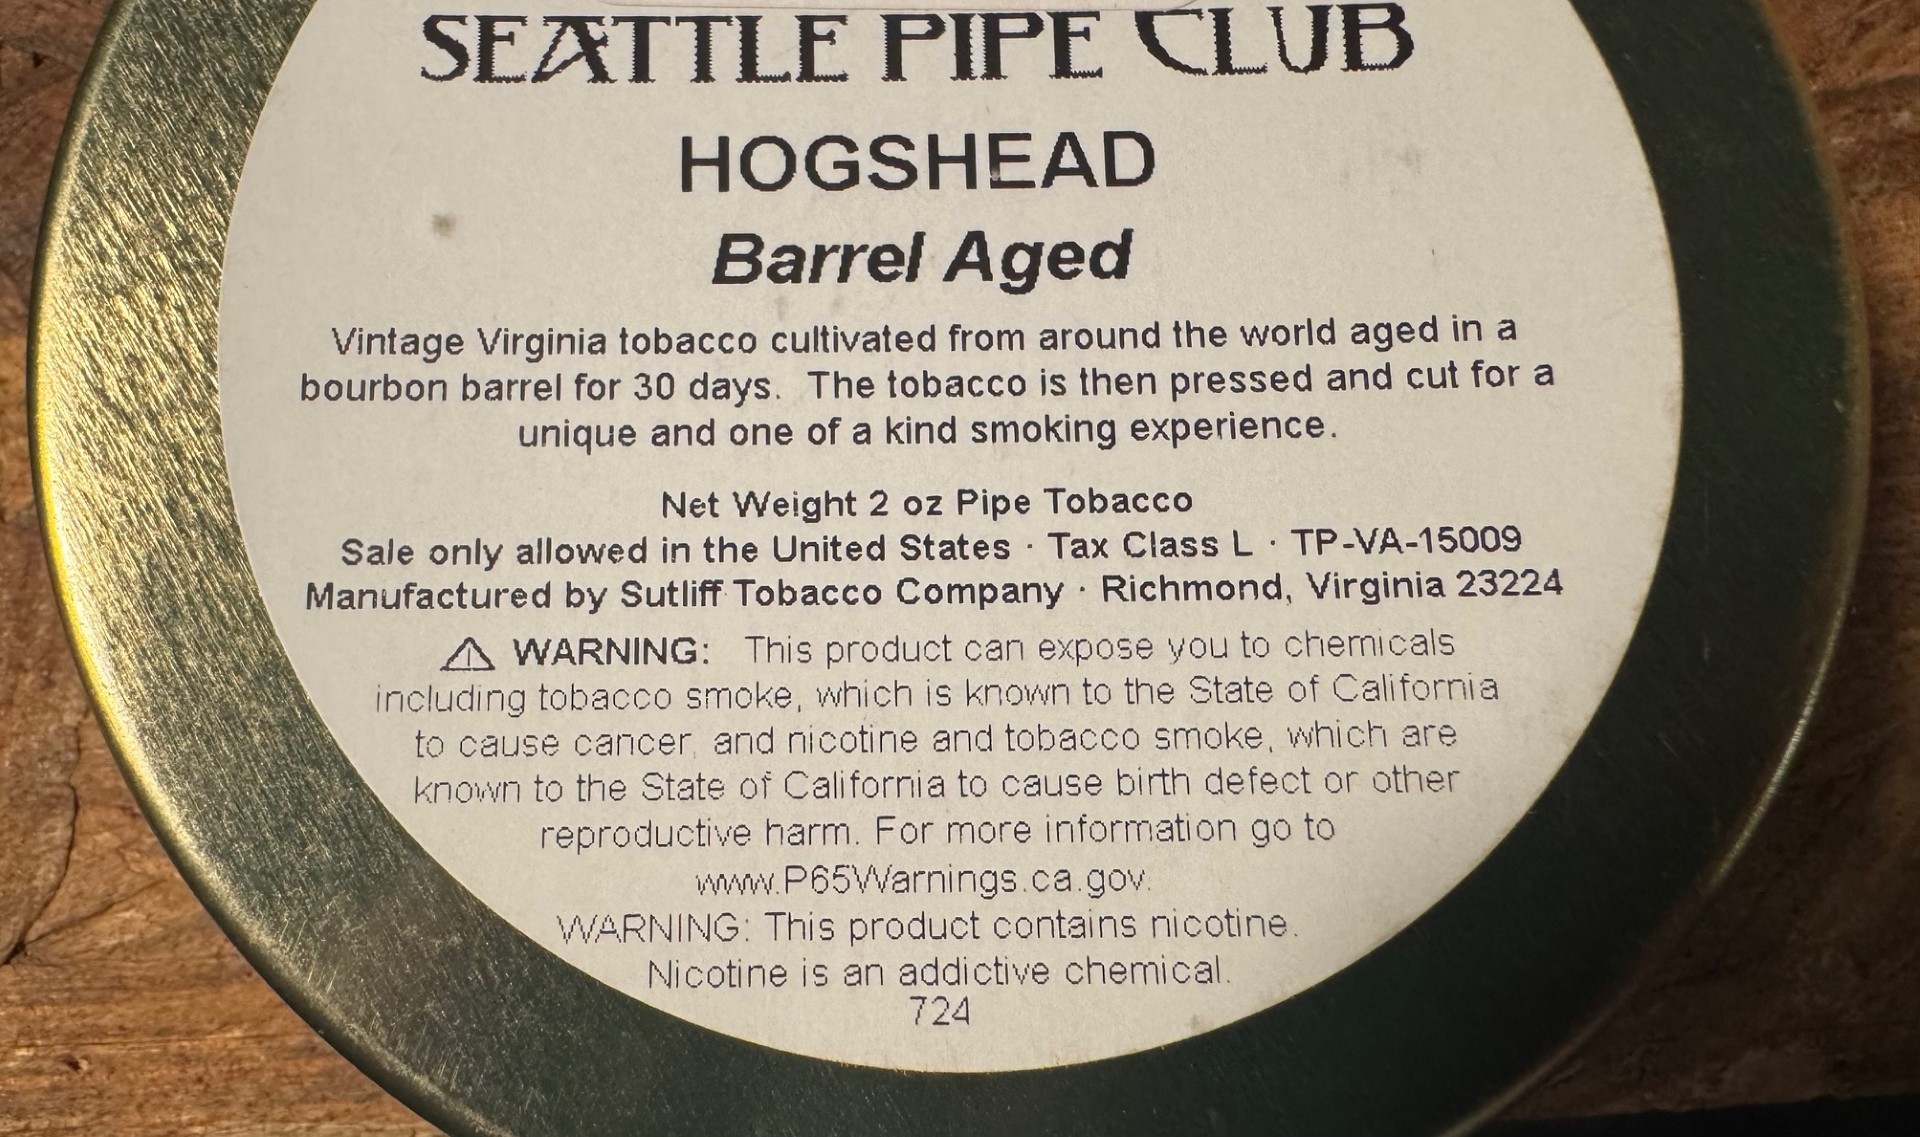 SEATTLE PIPE CLUB
HOGSHEAD
Barrel Aged
Vintage Virginia tobacco cultivated from around the world aged in a
bourbon barrel for 30 days. The tobacco is then pressed and cut for a
unique and one of a kind smoking experience.
Net Weight 2 oz Pipe Tobacco
Sale only allowed in the United States · Tax Class L · TP-VA-15009
Manufactured by Sutliff Tobacco Company · Richmond, Virginia 23224
⚠ WARNING: This product can expose you to chemicals
including tobacco smoke, which is known to the State of California
to cause cancer, and nicotine and tobacco smoke, which are
known to the State of California to cause birth defect or other
reproductive harm. For more information go to
www.P65Warnings.ca.gov.
WARNING: This product contains nicotine.
Nicotine is an addictive chemical.
724